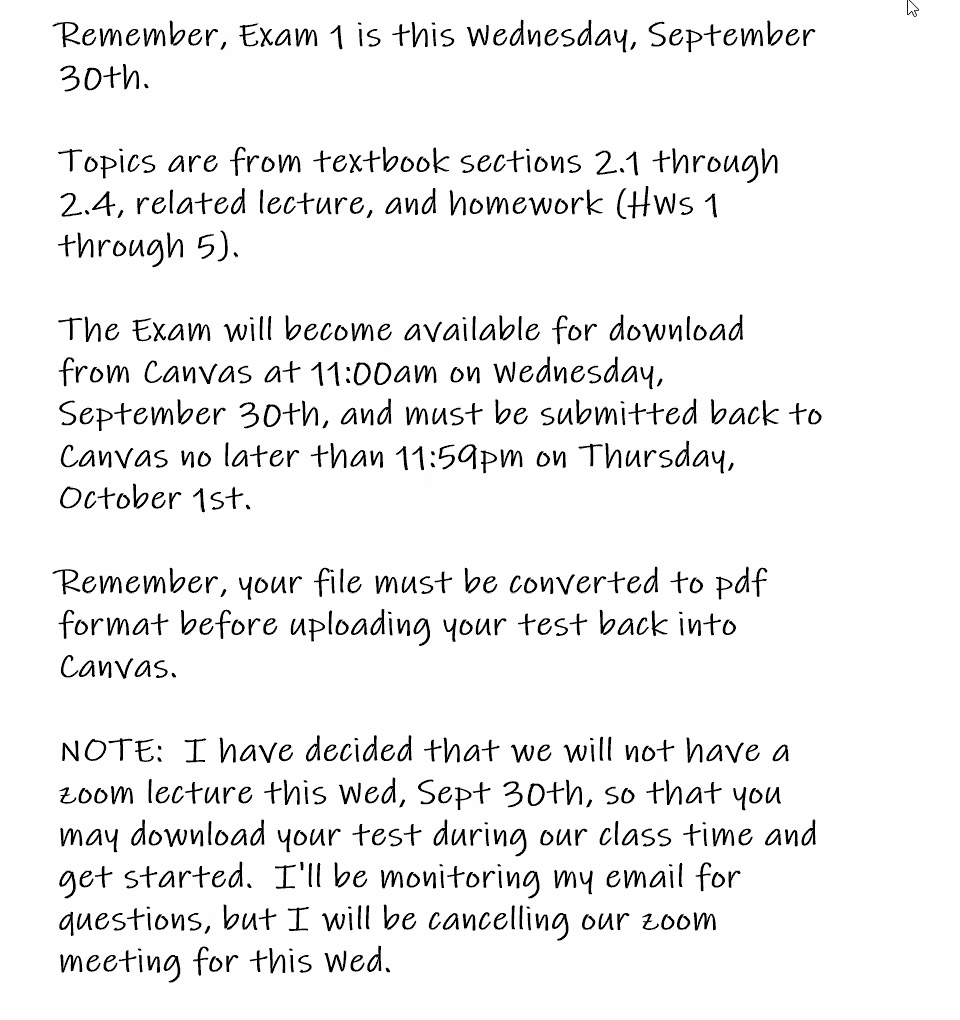 Remember, Exam 1 is this Wednesday, September
30th.
Topics are from textbook sections 2.1 through
2.4, related lecture, and homework (HWs 1
through 5).
The Exam will become available for download
from Canvas at 11:00am on Wednesday,
September 30th, and must be submitted back to
Canvas no later than 11:59pm on Thursday,
October 1st.
Remember, your file must be converted to pdf
format before uploading your test back into
Canvas.
NOTE:  I have decided that we will not have a
zoom lecture this Wed, Sept 30th, so that you
may download your test during our class time and
get started.  I'll be monitoring my email for
questions, but I will be cancelling our zoom
meeting for this Wed.